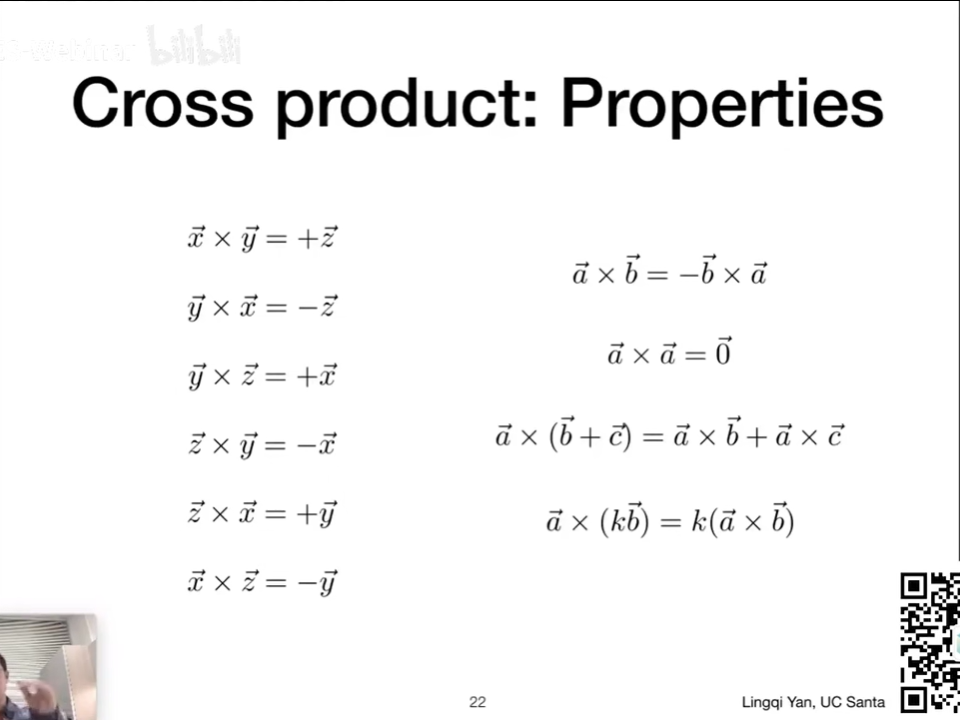 bilibili
Cross product: Properties
$\vec{x} \times \vec{y} = +\vec{z}$
$\vec{y} \times \vec{x} = -\vec{z}$
$\vec{y} \times \vec{z} = +\vec{x}$
$\vec{z} \times \vec{y} = -\vec{x}$
$\vec{z} \times \vec{x} = +\vec{y}$
$\vec{x} \times \vec{z} = -\vec{y}$
$\vec{a} \times \vec{b} = -\vec{b} \times \vec{a}$
$\vec{a} \times \vec{a} = \vec{0}$
$\vec{a} \times (\vec{b} + \vec{c}) = \vec{a} \times \vec{b} + \vec{a} \times \vec{c}$
$\vec{a} \times (k\vec{b}) = k(\vec{a} \times \vec{b})$
22
Lingqi Yan, UC Santa